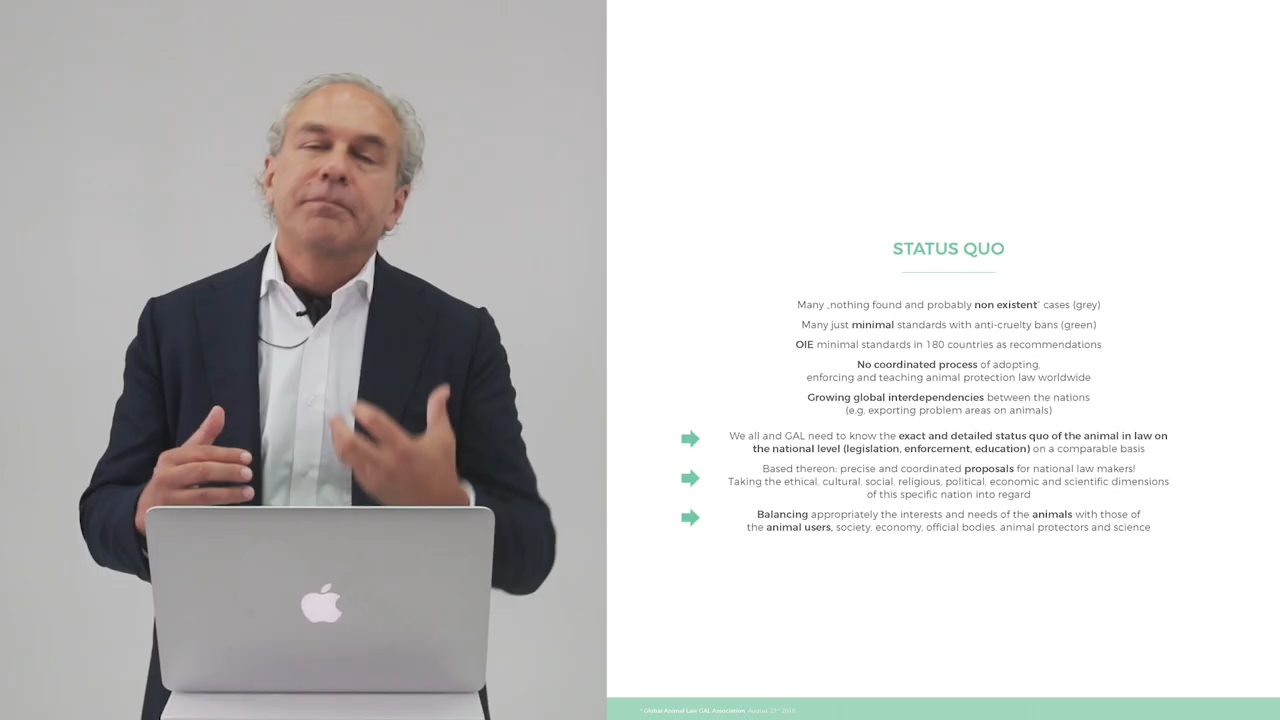 STATUS QUO
Many „nothing found and probably non existent“ cases (grey)
Many just minimal standards with anti-cruelty bans (green)
OIE minimal standards in 180 countries as recommendations
No coordinated process of adopting,
enforcing and teaching animal protection law worldwide
Growing global interdependencies between the nations
(e.g. exporting problem areas on animals)
We all and GAL need to know the exact and detailed status quo of the animal in law on
the national level (legislation, enforcement, education) on a comparable basis
Based thereon: precise and coordinated proposals for national law makers!
Taking the ethical, cultural, social, religious, political, economic and scientific dimensions
of this specific nation into regard
Balancing appropriately the interests and needs of the animals with those of
the animal users, society, economy, official bodies, animal protectors and science
Global Animal Law GAL Association